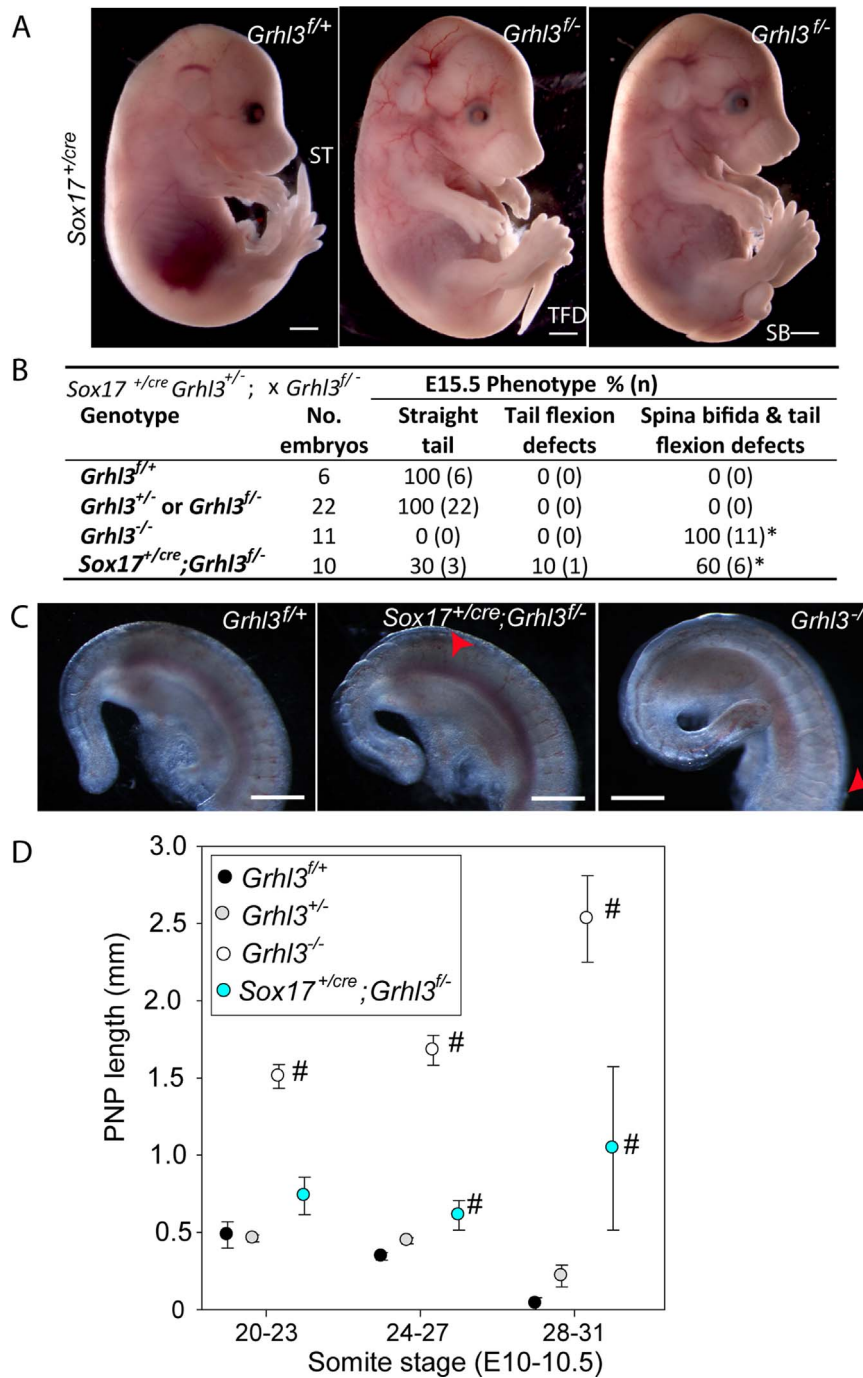 A
Sox17+/cre
Grhl3f/+
ST
Grhl3f/-
TFD
Grhl3f/-
SB
B
Sox17 +/cre Grhl3+/- ; x Grhl3f/- E15.5 Phenotype % (n)
Genotype No. embryos Straight tail Tail flexion defects Spina bifida & tail flexion defects
Grhl3f/+ 6 100 (6) 0 (0) 0 (0)
Grhl3+/- or Grhl3f/- 22 100 (22) 0 (0) 0 (0)
Grhl3-/- 11 0 (0) 0 (0) 100 (11)*
Sox17+/cre;Grhl3f/- 10 30 (3) 10 (1) 60 (6)*
C
Grhl3f/+
Sox17+/cre;Grhl3f/-
Grhl3-/
D
PNP length (mm)
3.0
2.5
2.0
1.5
1.0
0.5
0
Grhl3f/+
Grhl3+/-
Grhl3-/-
Sox17+/cre;Grhl3f/-
#
#
#
#
#
20-23
24-27
28-31
Somite stage (E10-10.5)